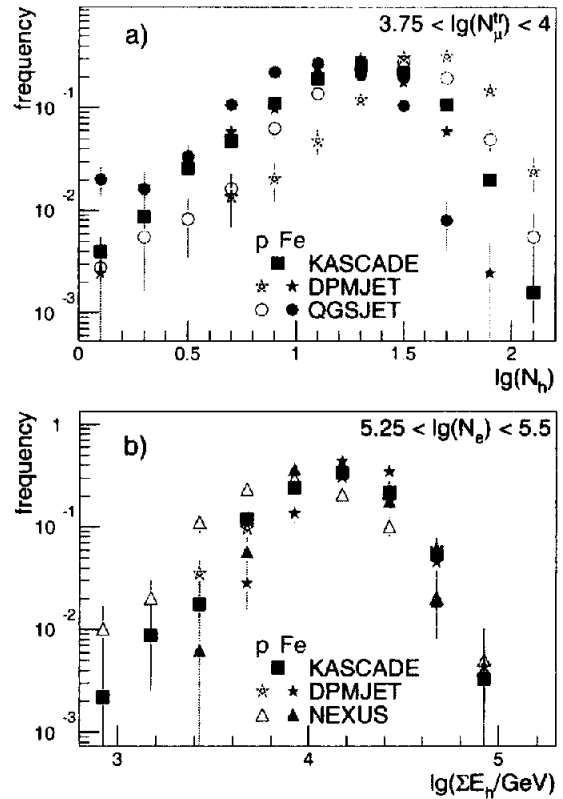 a)
3.75 < lg(N_μ^tr) < 4
frequency
10^-1
10^-2
10^-3
p Fe
KASCADE
DPMJET
QGSJET
0 0.5 1 1.5 2
lg(N_h)
b)
5.25 < lg(N_e) < 5.5
frequency
1
10^-1
10^-2
10^-3
p Fe
KASCADE
DPMJET
NEXUS
3 4 5
lg(ΣE_h/GeV)